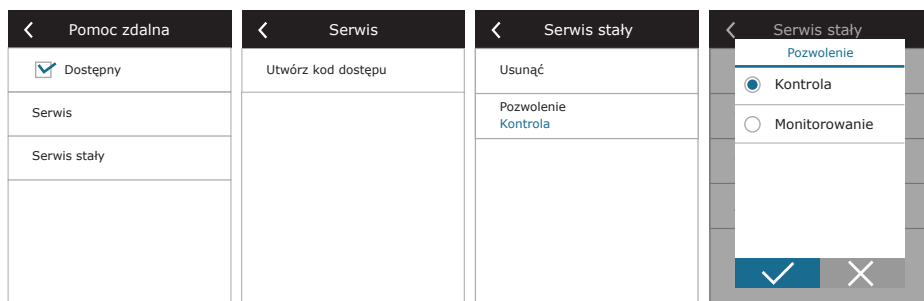 Pomoc zdalna
Dostępny
Serwis
Serwis stały
Serwis
Utwórz kod dostępu
Serwis stały
Usunąć
Pozwolenie
Kontrola
Serwis stały
Pozwolenie
Kontrola
Monitorowanie